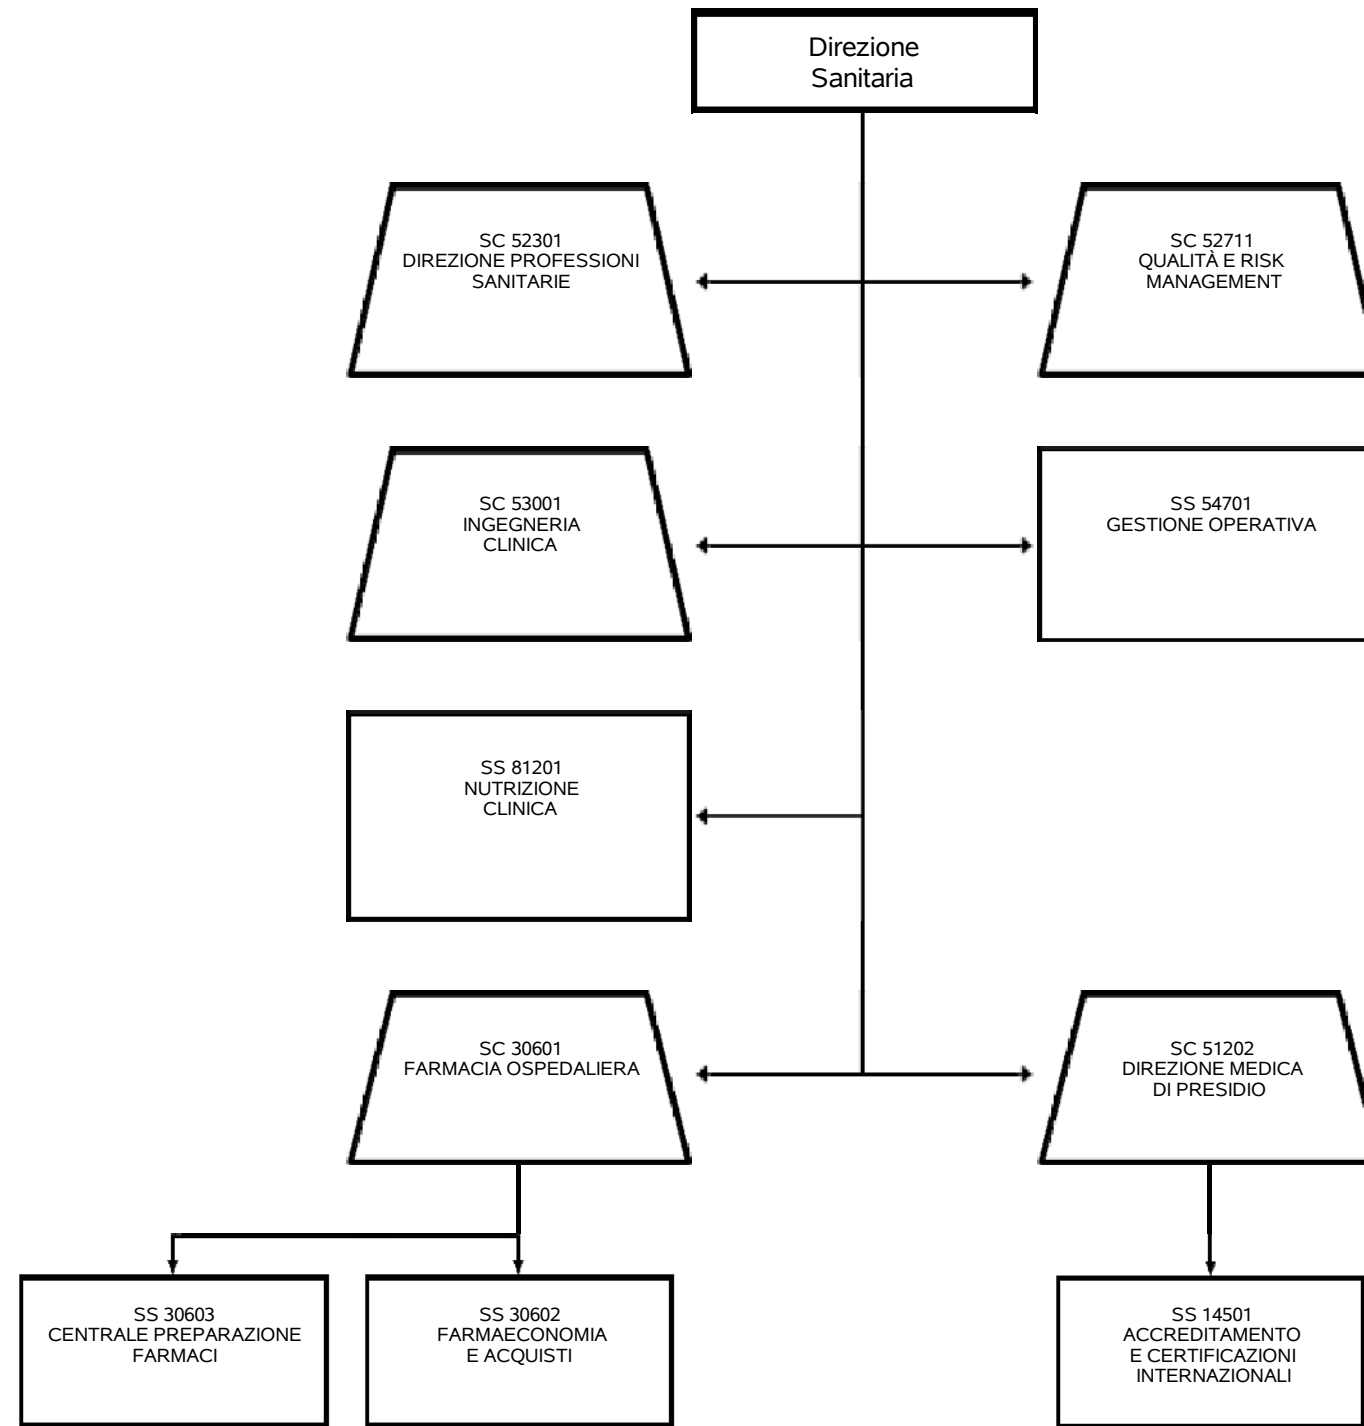 Direzione
Sanitaria
SC 52301
DIREZIONE PROFESSIONI
SANITARIE
SC 52711
QUALITÀ E RISK
MANAGEMENT
SC 53001
INGEGNERIA
CLINICA
SS 54701
GESTIONE OPERATIVA
SS 81201
NUTRIZIONE
CLINICA
SC 30601
FARMACIA OSPEDALIERA
SC 51202
DIREZIONE MEDICA
DI PRESIDIO
SS 30603
CENTRALE PREPARAZIONE
FARMACI
SS 30602
FARMAECONOMIA
E ACQUISTI
SS 14501
ACCREDITAMENTO
E CERTIFICAZIONI
INTERNAZIONALI